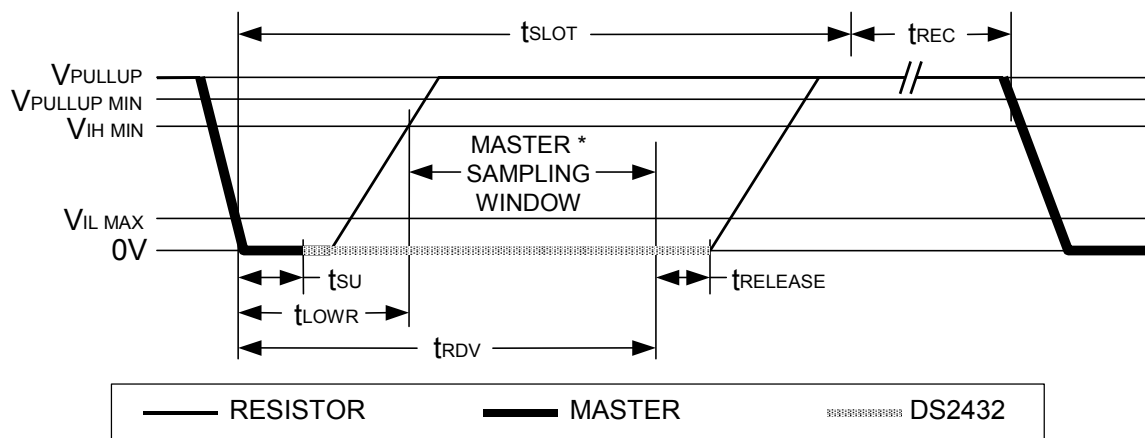 tSLOT
tREC
VPULLUP
VPULLUP MIN
VIH MIN
MASTER *
SAMPLING
WINDOW
VIL MAX
0V
tSU
tRELEASE
tLOWR
tRDV
RESISTOR MASTER DS2432